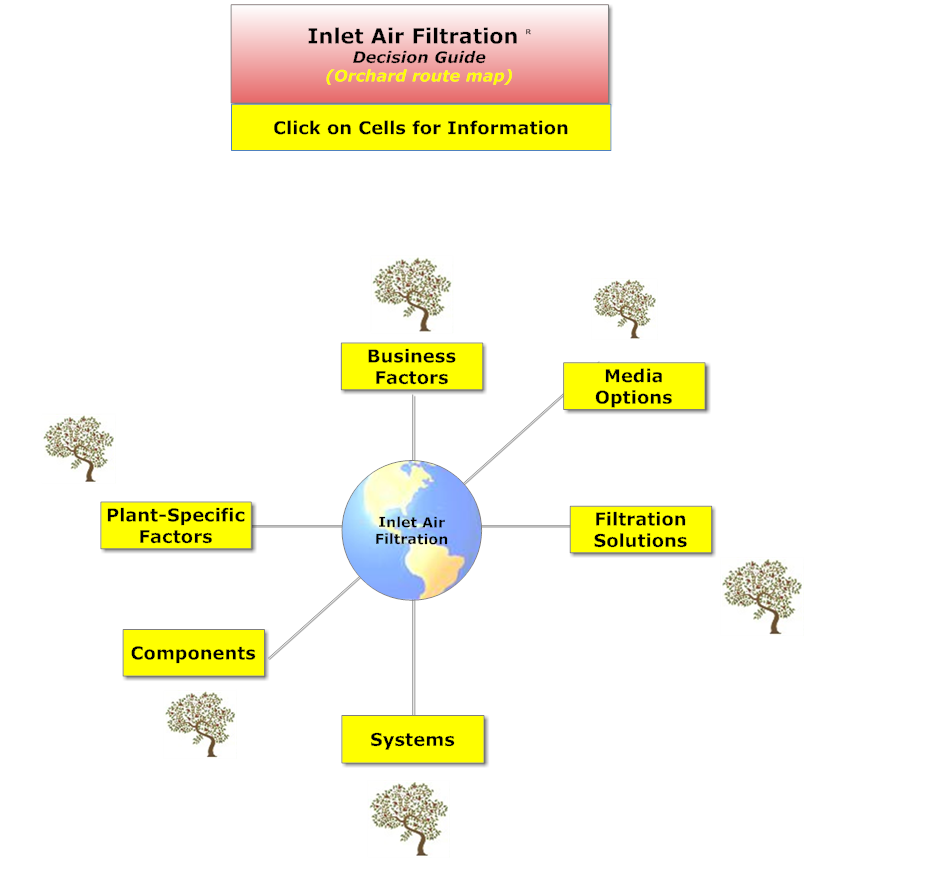 Inlet Air Filtration R
Decision Guide
(Orchard route map)
Click on Cells for Information
Business
Factors
Media
Options
Plant-Specific
Factors
Inlet Air
Filtration
Filtration
Solutions
Components
Systems